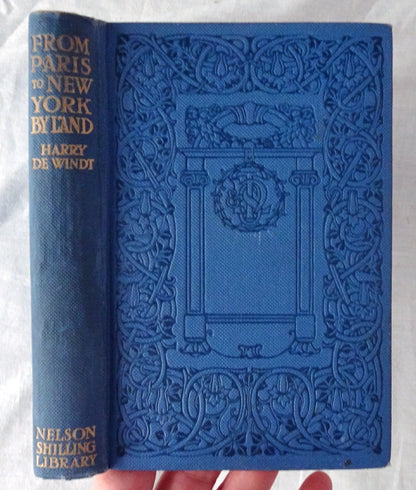 FROM
PARIS
TO NEW
YORK
BY LAND
HARRY
DE WINDT
NELSON
SHILLING
LIBRARY